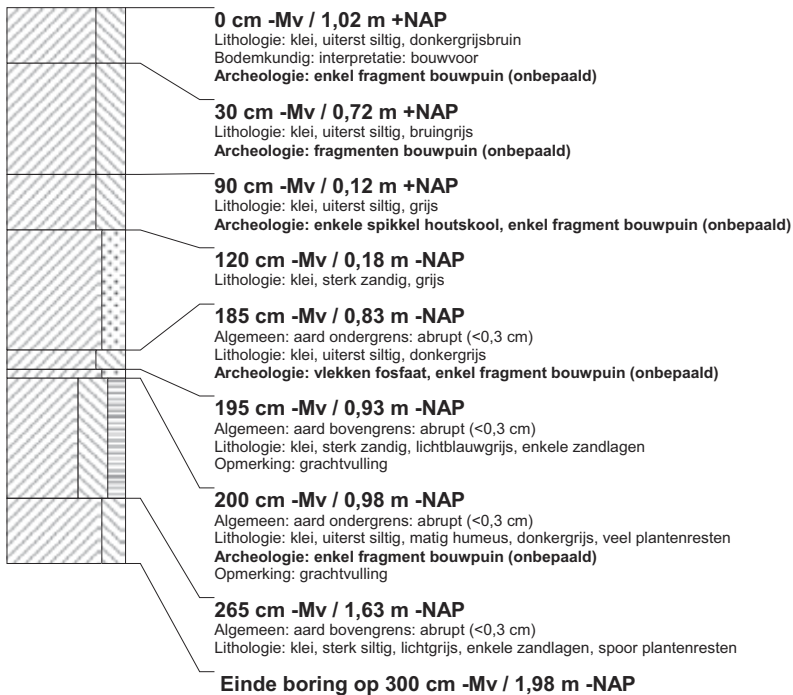 0 cm -Mv / 1,02 m +NAP
Lithologie: klei, uiterst siltig, donkergrijsbruin
Bodemkundig: interpretatie: bouwvoor
Archeologie: enkel fragment bouwpuin (onbepaald)
30 cm -Mv / 0,72 m +NAP
Lithologie: klei, uiterst siltig, bruingrijs
Archeologie: fragmenten bouwpuin (onbepaald)
90 cm -Mv / 0,12 m +NAP
Lithologie: klei, uiterst siltig, grijs
Archeologie: enkele spikkel houtskool, enkel fragment bouwpuin (onbepaald)
120 cm -Mv / 0,18 m -NAP
Lithologie: klei, sterk zandig, grijs
185 cm -Mv / 0,83 m -NAP
Algemeen: aard ondergrens: abrupt (<0,3 cm)
Lithologie: klei, uiterst siltig, donkergrijs
Archeologie: vlekken fosfaat, enkel fragment bouwpuin (onbepaald)
195 cm -Mv / 0,93 m -NAP
Algemeen: aard bovengrens: abrupt (<0,3 cm)
Lithologie: klei, sterk zandig, lichtblauwgrijs, enkele zandlagen
Opmerking: grachtvulling
200 cm -Mv / 0,98 m -NAP
Algemeen: aard ondergrens: abrupt (<0,3 cm)
Lithologie: klei, uiterst siltig, matig humeus, donkergrijs, veel plantenresten
Archeologie: enkel fragment bouwpuin (onbepaald)
Opmerking: grachtvulling
265 cm -Mv / 1,63 m -NAP
Algemeen: aard bovengrens: abrupt (<0,3 cm)
Lithologie: klei, sterk siltig, lichtgrijs, enkele zandlagen, spoor plantenresten
Einde boring op 300 cm -Mv / 1,98 m -NAP